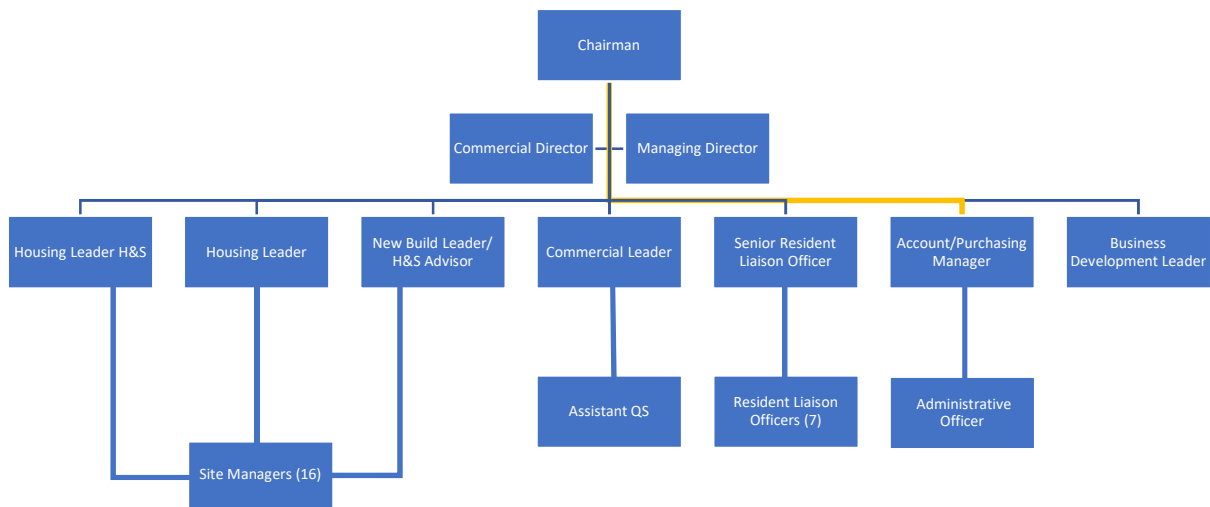 Chairman
Commercial Director
Managing Director
Housing Leader H&S
Housing Leader
New Build Leader/
H&S Advisor
Commercial Leader
Senior Resident
Liaison Officer
Account/Purchasing
Manager
Business
Development Leader
Assistant QS
Resident Liaison
Officers (7)
Administrative
Officer
Site Managers (16)